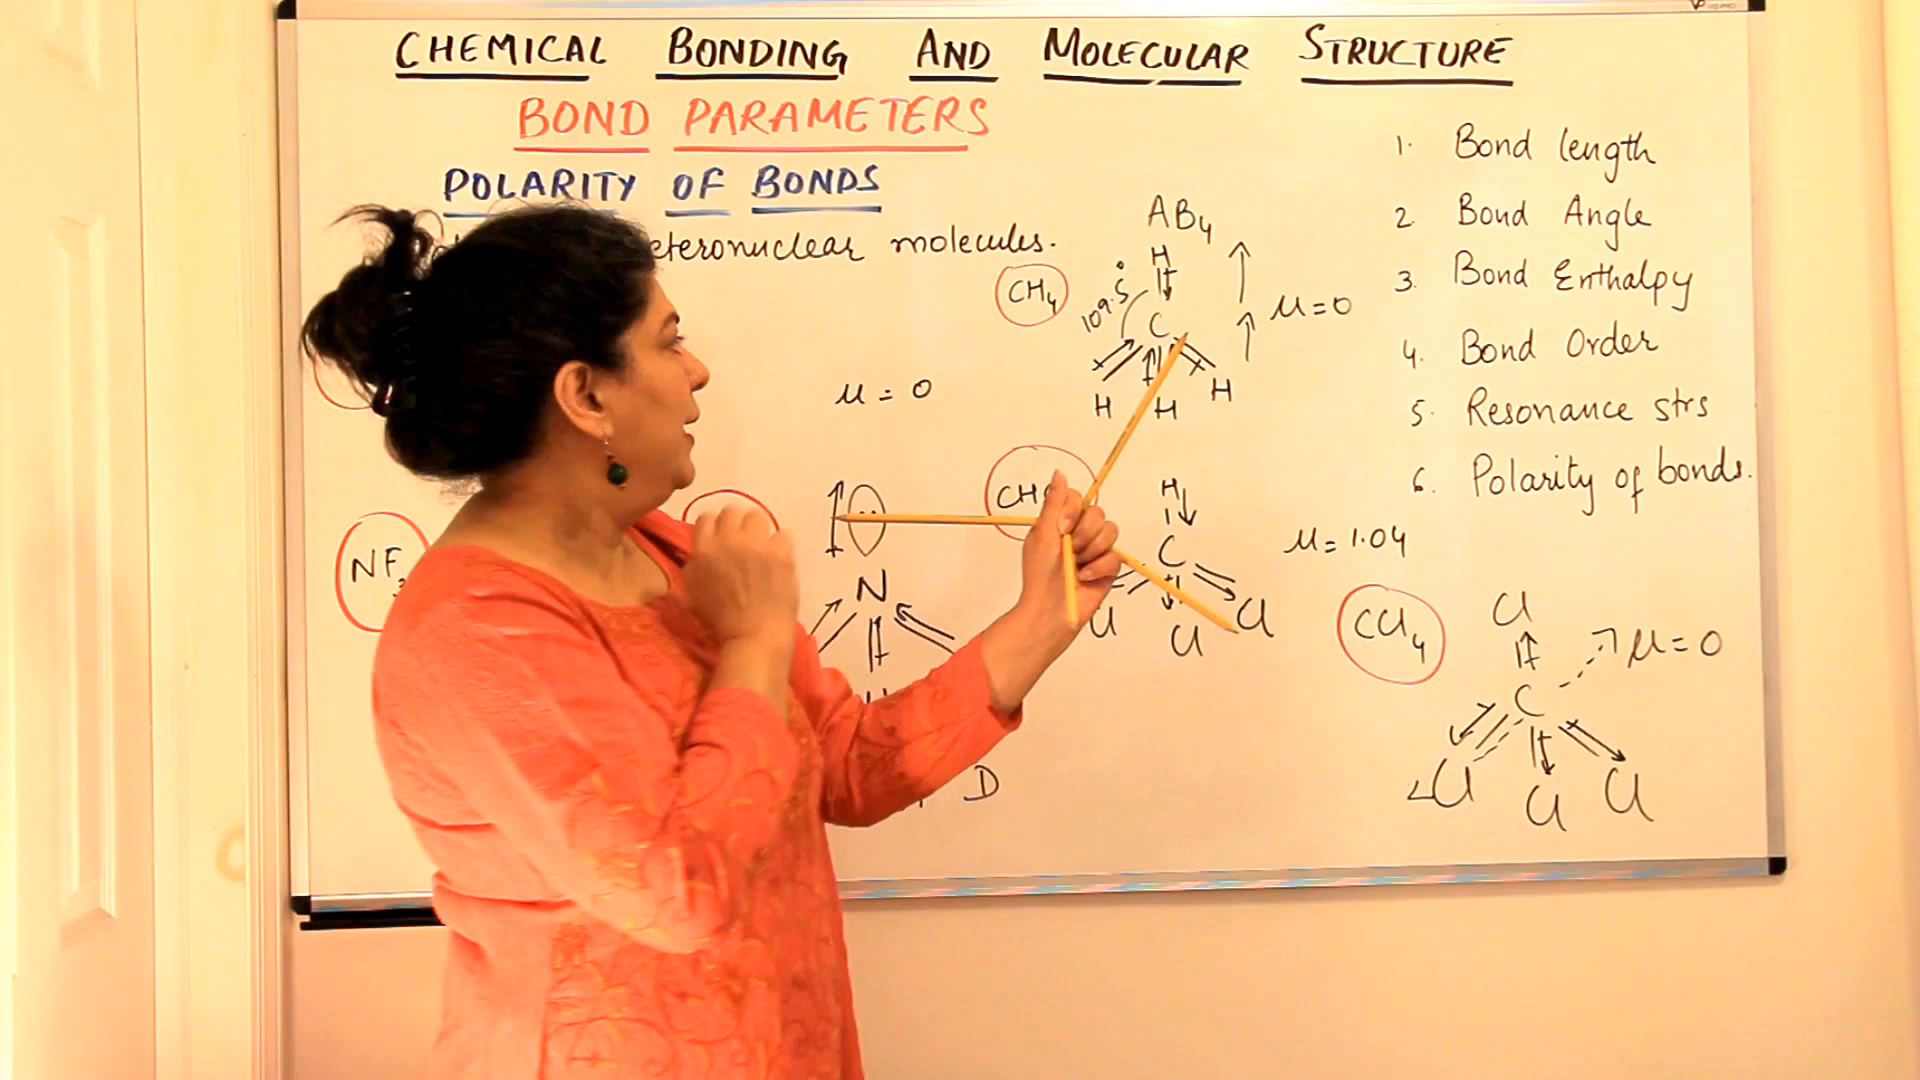 CHEMICAL BONDING AND MOLECULAR STRUCTURE
BOND PARAMETERS
POLARITY OF BONDS
molecules.
1. Bond length
2 Bond Angle
3. Bond Enthalpy
4. Bond Order
5. Resonance strs
6. Polarity of bonds.
AB4
CH4
H
109.5°
C
H H H
μ = 0
μ = 0
NF3
N
D
H
C
Cl Cl Cl
μ = 1.04
CCl4
Cl
C
Cl Cl Cl
μ = 0